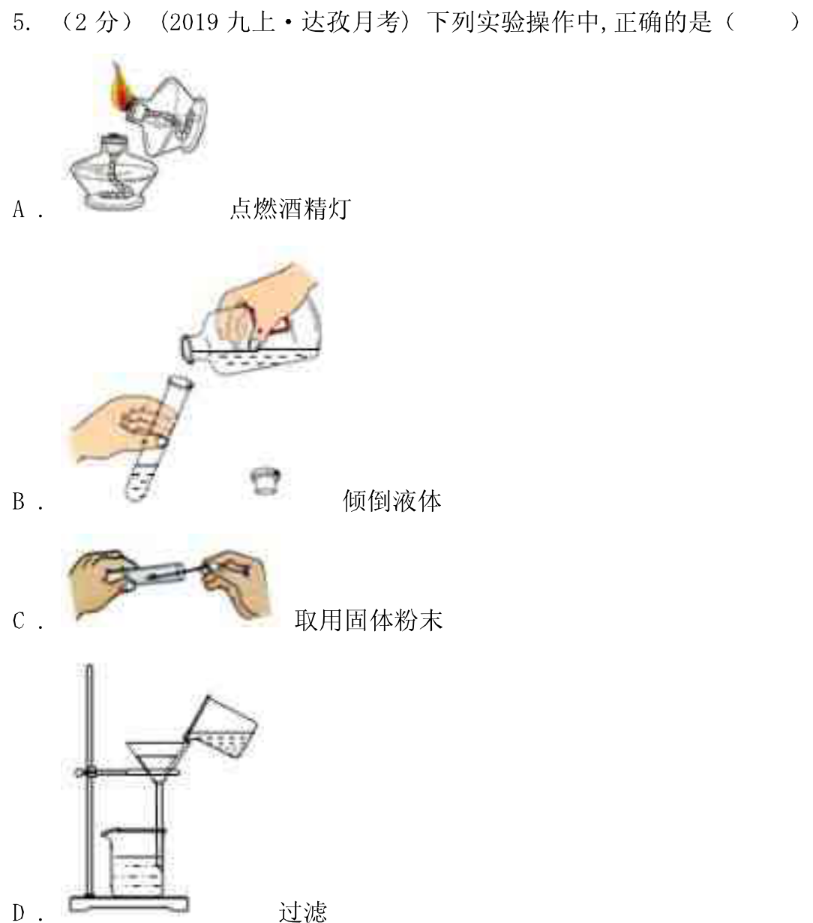 5. （2分） (2019九上·达孜月考) 下列实验操作中,正确的是（　　）
A . 点燃酒精灯
B . 倾倒液体
C . 取用固体粉末
D . 过滤